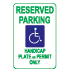 RESERVED
PARKING
HANDICAP
PLATE OR PERMIT
ONLY